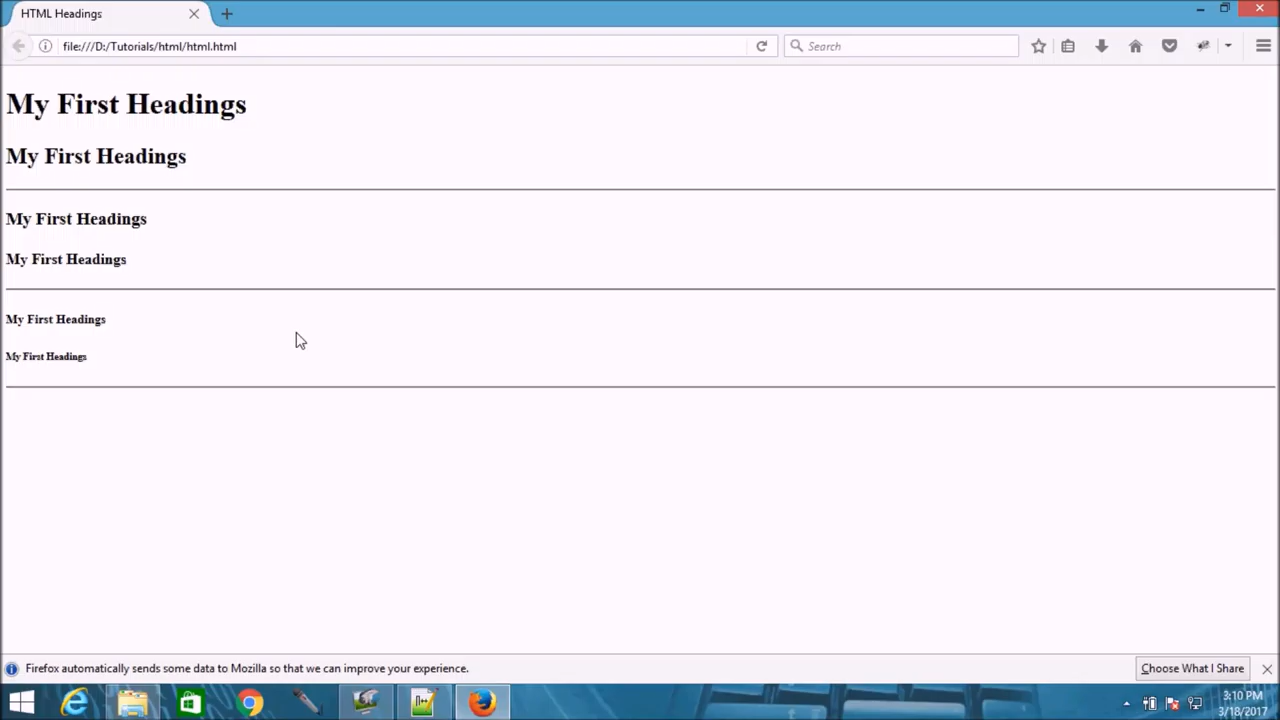 HTML Headings
file:///D:/Tutorials/html/html.html
Search
My First Headings
My First Headings
My First Headings
My First Headings
My First Headings
My First Headings
Firefox automatically sends some data to Mozilla so that we can improve your experience.
Choose What I Share
3:10 PM
3/18/2017